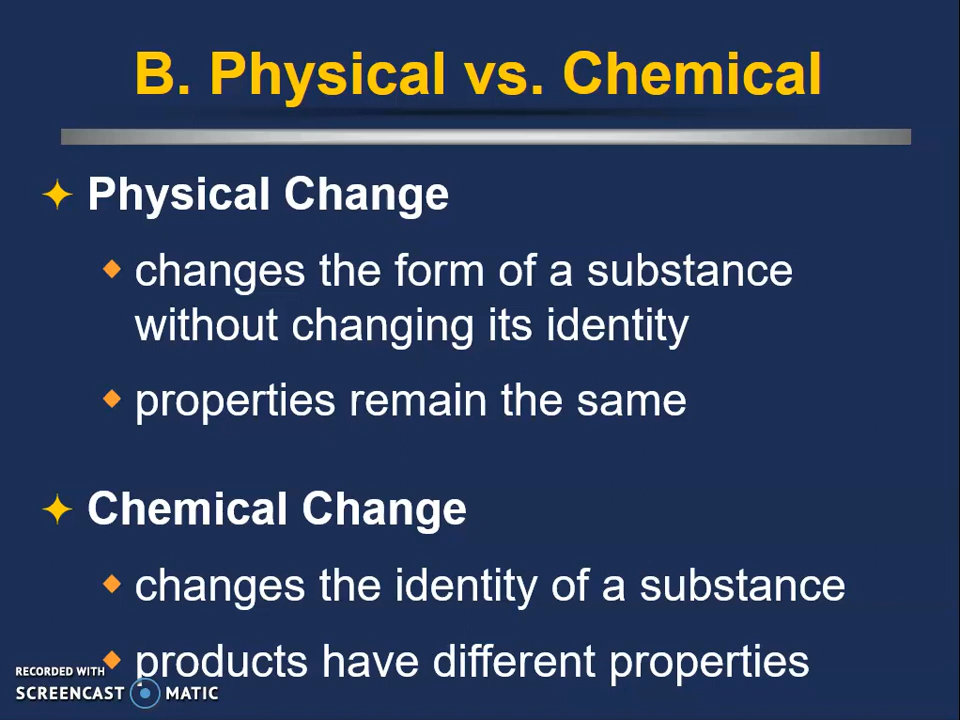 B. Physical vs. Chemical
Physical Change
changes the form of a substance
without changing its identity
properties remain the same
Chemical Change
changes the identity of a substance
products have different properties
RECORDED WITH
SCREENCAST MATIC